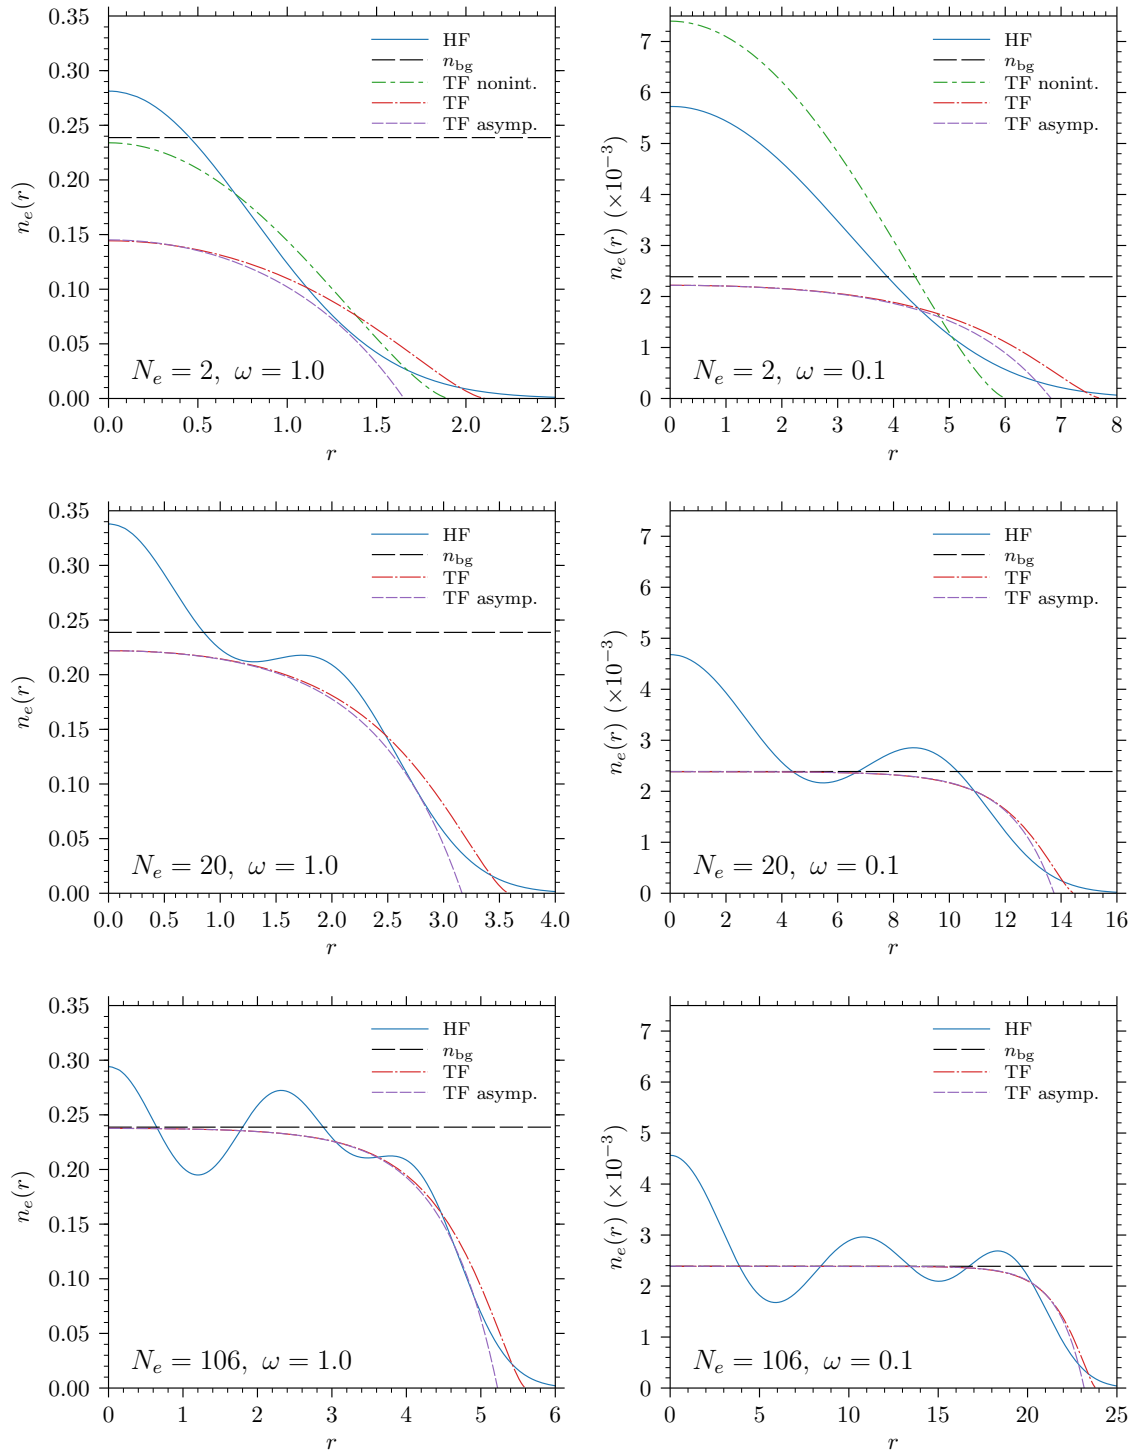 0.35
0.30
0.25
0.20
0.15
0.10
0.05
0.00
n_e(r)
HF
n_bg
TF nonint.
TF
TF asymp.
N_e = 2, ω = 1.0
0.0 0.5 1.0 1.5 2.0 2.5
r
7
6
5
4
3
2
1
0
n_e(r) (×10⁻³)
HF
n_bg
TF nonint.
TF
TF asymp.
N_e = 2, ω = 0.1
0 1 2 3 4 5 6 7 8
r
0.35
0.30
0.25
0.20
0.15
0.10
0.05
0.00
n_e(r)
HF
n_bg
TF
TF asymp.
N_e = 20, ω = 1.0
0.0 0.5 1.0 1.5 2.0 2.5 3.0 3.5 4.0
r
7
6
5
4
3
2
1
0
n_e(r) (×10⁻³)
HF
n_bg
TF
TF asymp.
N_e = 20, ω = 0.1
0 2 4 6 8 10 12 14 16
r
0.35
0.30
0.25
0.20
0.15
0.10
0.05
0.00
n_e(r)
HF
n_bg
TF
TF asymp.
N_e = 106, ω = 1.0
0 1 2 3 4 5 6
r
7
6
5
4
3
2
1
0
n_e(r) (×10⁻³)
HF
n_bg
TF
TF asymp.
N_e = 106, ω = 0.1
0 5 10 15 20 25
r